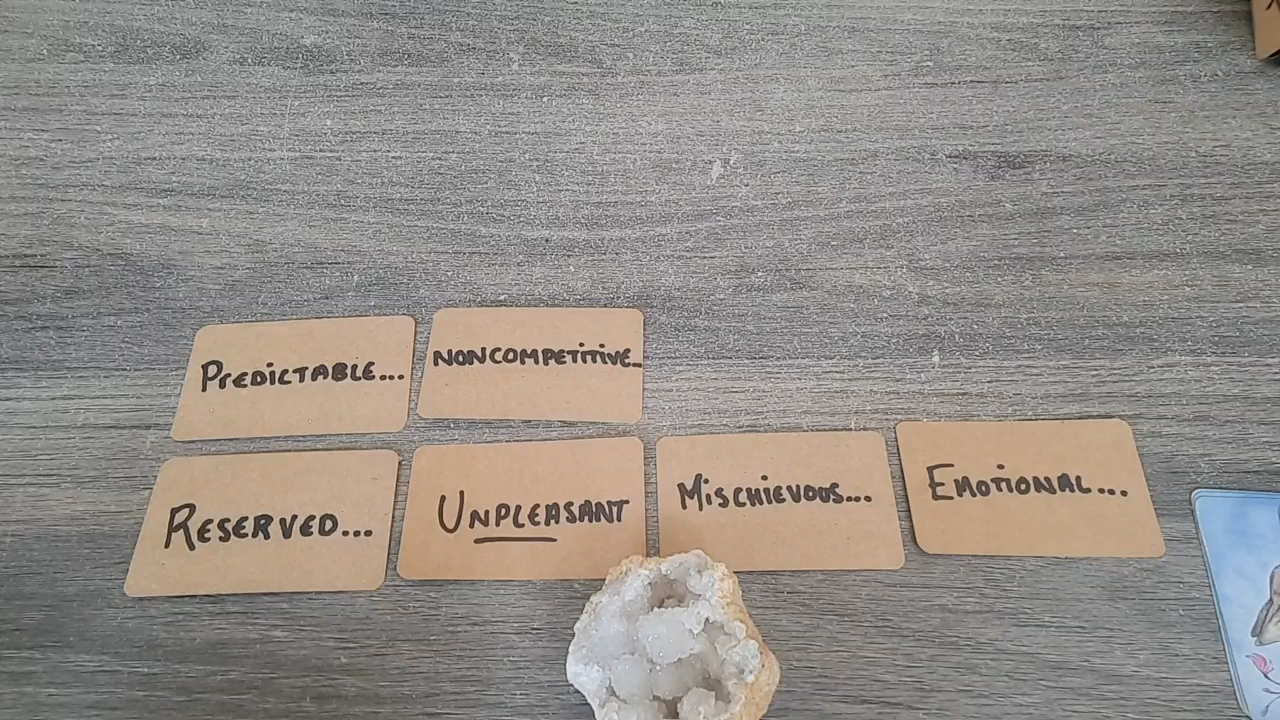 PREDICTABLE...
NONCOMPETITIVE...
RESERVED...
UNPLEASANT
MISCHIEVOUS...
EMOTIONAL...